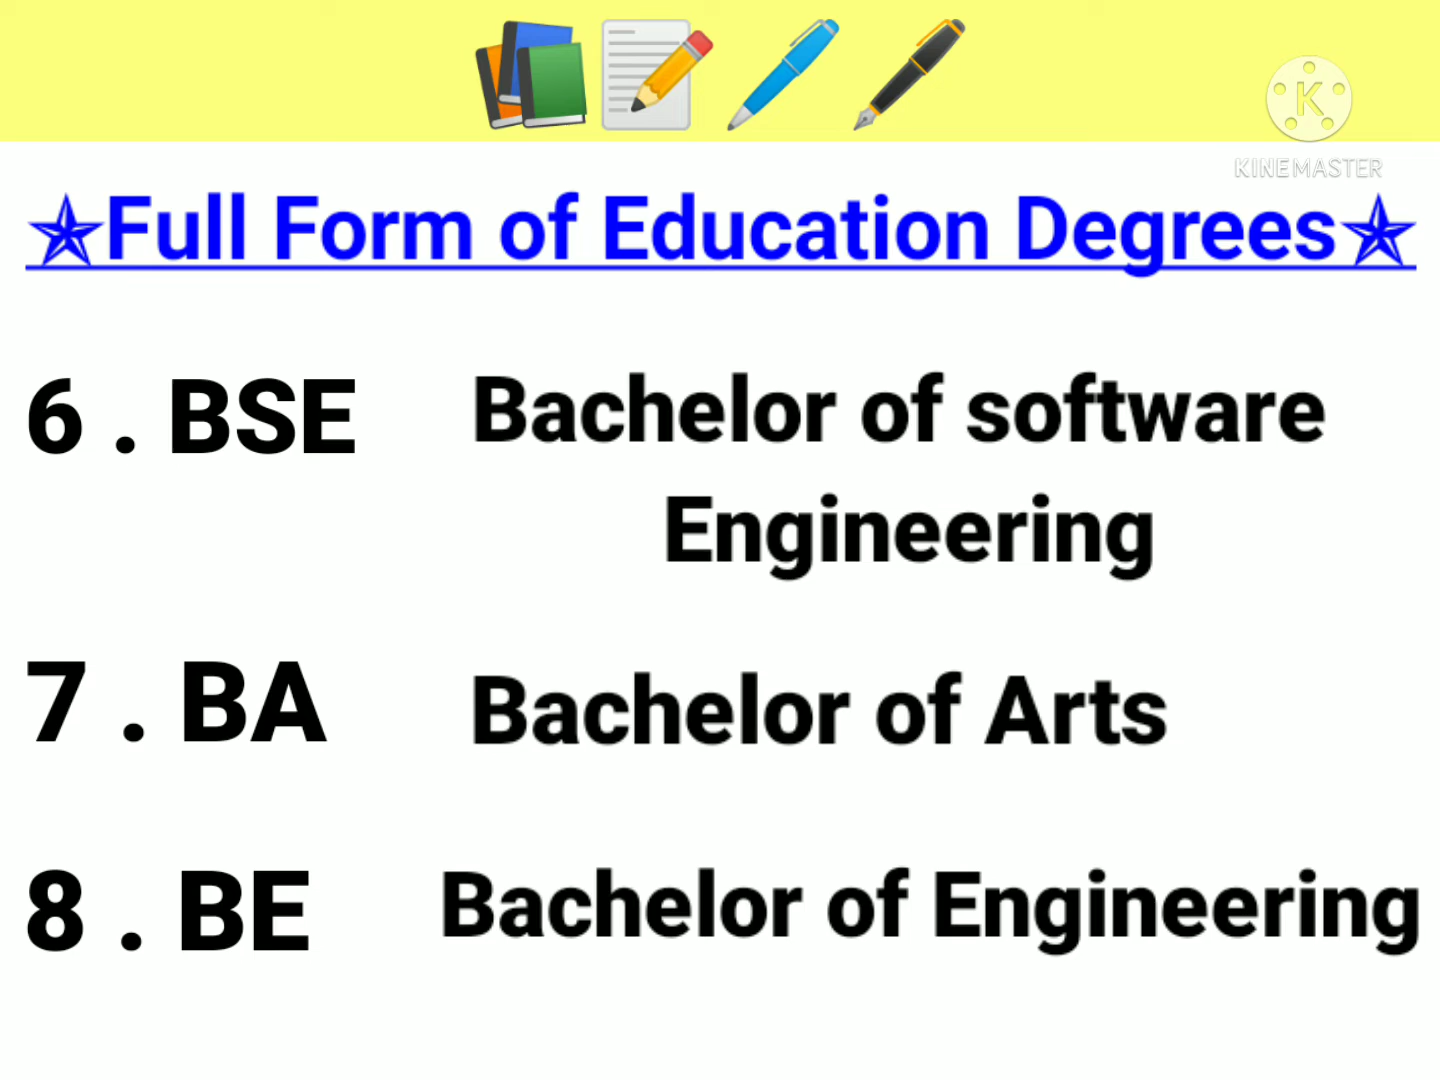 K
KINEMASTER
✯Full Form of Education Degrees✯
6 . BSE Bachelor of software
Engineering
7 . BA Bachelor of Arts
8 . BE Bachelor of Engineering